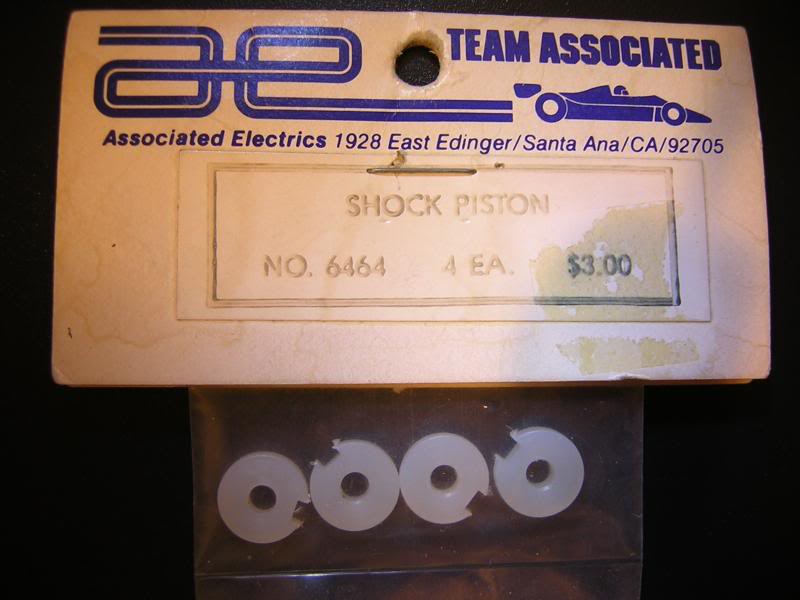 ae TEAM ASSOCIATED
Associated Electrics 1928 East Edinger/Santa Ana/CA/92705
SHOCK PISTON
NO. 6464 4 EA. $3.00